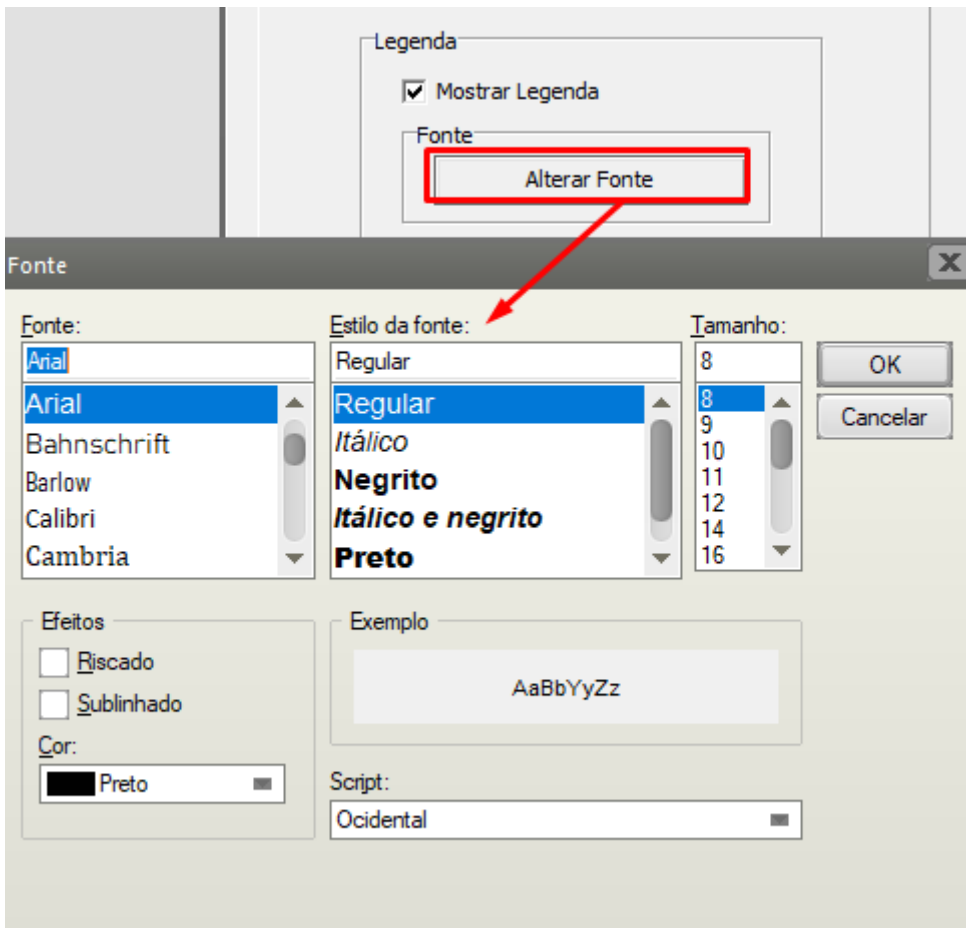 Legenda
Mostrar Legenda
Fonte
Alterar Fonte
Fonte
Fonte:
Arial
Arial
Bahnschrift
Barlow
Calibri
Cambria
Estilo da fonte:
Regular
Regular
Itálico
Negrito
Itálico e negrito
Preto
Tamanho:
8
8
9
10
11
12
14
16
OK
Cancelar
Efeitos
Riscado
Sublinhado
Cor:
Preto
Exemplo
AaBbYyZz
Script:
Ocidental